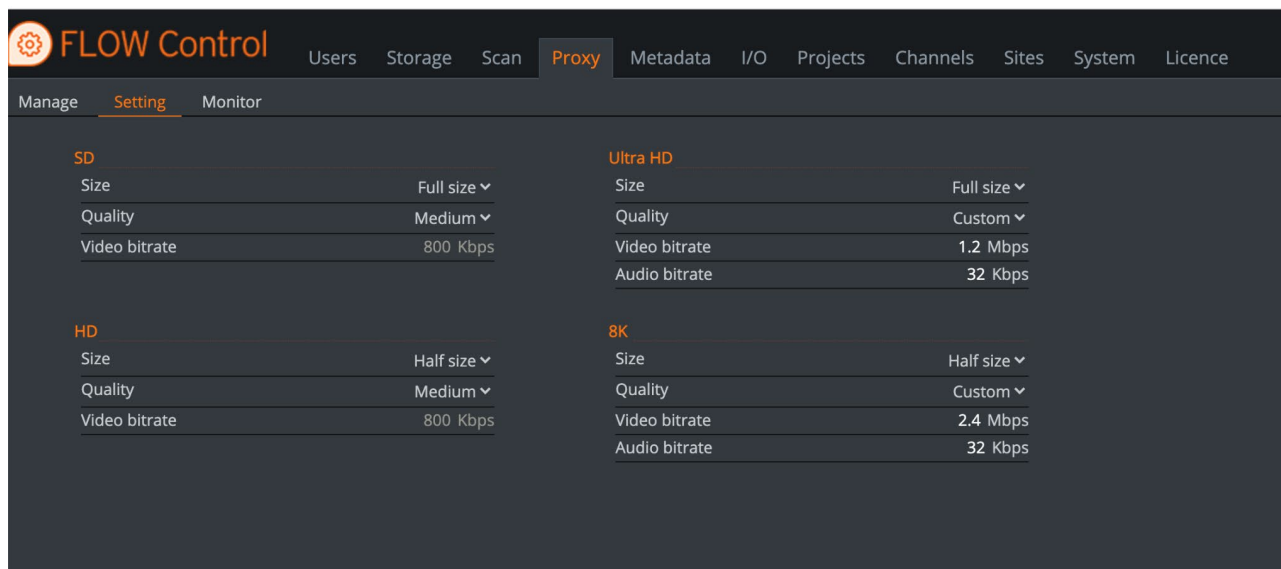 FLOW Control
Users Storage Scan Proxy Metadata I/O Projects Channels Sites System Licence
Manage Setting Monitor
SD
Size Full size
Quality Medium
Video bitrate 800 Kbps
Ultra HD
Size Full size
Quality Custom
Video bitrate 1.2 Mbps
Audio bitrate 32 Kbps
HD
Size Half size
Quality Medium
Video bitrate 800 Kbps
8K
Size Half size
Quality Custom
Video bitrate 2.4 Mbps
Audio bitrate 32 Kbps